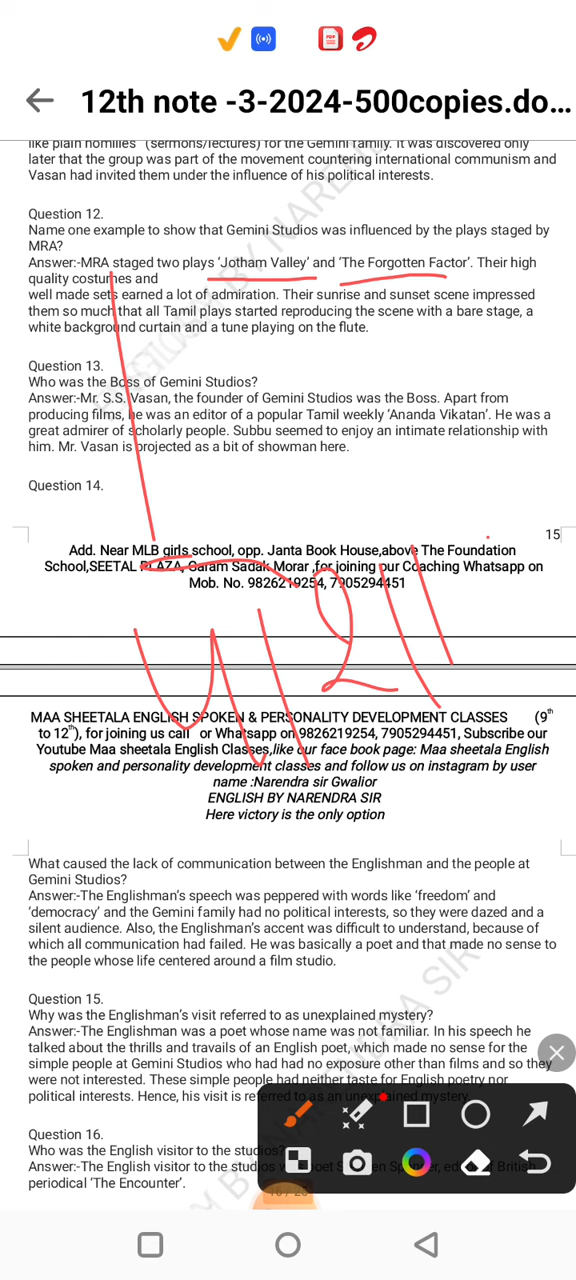 12th note -3-2024-500copies.do...
like plain homilies" (sermons/lectures) for the Gemini family. It was discovered only
later that the group was part of the movement countering international communism and
Vasan had invited them under the influence of his political interests.
Question 12.
Name one example to show that Gemini Studios was influenced by the plays staged by
MRA?
Answer:-MRA staged two plays ‘Jotham Valley’ and ‘The Forgotten Factor’. Their high
quality costumes and
well made sets earned a lot of admiration. Their sunrise and sunset scene impressed
them so much that all Tamil plays started reproducing the scene with a bare stage, a
white background curtain and a tune playing on the flute.
Question 13.
Who was the Boss of Gemini Studios?
Answer:-Mr. S.S. Vasan, the founder of Gemini Studios was the Boss. Apart from
producing films, he was an editor of a popular Tamil weekly ‘Ananda Vikatan’. He was a
great admirer of scholarly people. Subbu seemed to enjoy an intimate relationship with
him. Mr. Vasan is projected as a bit of showman here.
Question 14.
15
Add. Near MLB girls school, opp. Janta Book House,above The Foundation
School,SEETAL PLAZA, Garam Sadak Morar ,for joining our Coaching Whatsapp on
Mob. No. 9826219254, 7905294451
MAA SHEETALA ENGLISH SPOKEN & PERSONALITY DEVELOPMENT CLASSES (9th
to 12th), for joining us call or Whatsapp on 9826219254, 7905294451, Subscribe our
Youtube Maa sheetala English Classes,like our face book page: Maa sheetala English
spoken and personality development classes and follow us on instagram by user
name :Narendra sir Gwalior
ENGLISH BY NARENDRA SIR
Here victory is the only option
What caused the lack of communication between the Englishman and the people at
Gemini Studios?
Answer:-The Englishman’s speech was peppered with words like ‘freedom’ and
‘democracy’ and the Gemini family had no political interests, so they were dazed and a
silent audience. Also, the Englishman’s accent was difficult to understand, because of
which all communication had failed. He was basically a poet and that made no sense to
the people whose life centered around a film studio.
Question 15.
Why was the Englishman’s visit referred to as unexplained mystery?
Answer:-The Englishman was a poet whose name was not familiar. In his speech he
talked about the thrills and travails of an English poet, which made no sense for the
simple people at Gemini Studios who had had no exposure other than films and so they
were not interested. These simple people had neither taste for English poetry nor
political interests. Hence, his visit is referred to as an unexplained mystery.
Question 16.
Who was the English visitor to the studios?
Answer:-The English visitor to the studios poet editor British
periodical ‘The Encounter’.